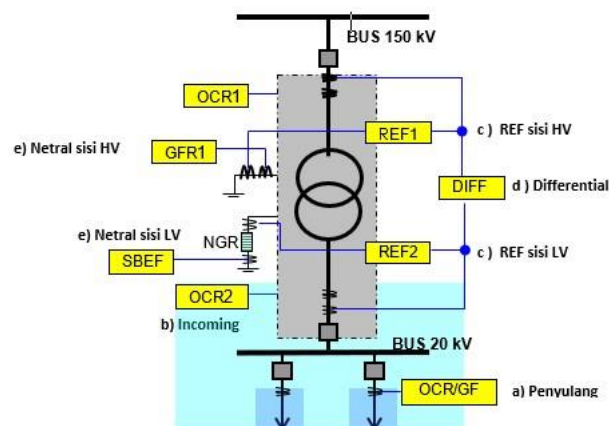 BUS 150 kV
OCR1
REF1
c ) REF sisi HV
e) Netral sisi HV
GFR1
DIFF
d ) Differential
e) Netral sisi LV
NGR
SBEF
REF2
c ) REF sisi LV
OCR2
b) Incoming
BUS 20 kV
OCR/GF
a) Penyulang